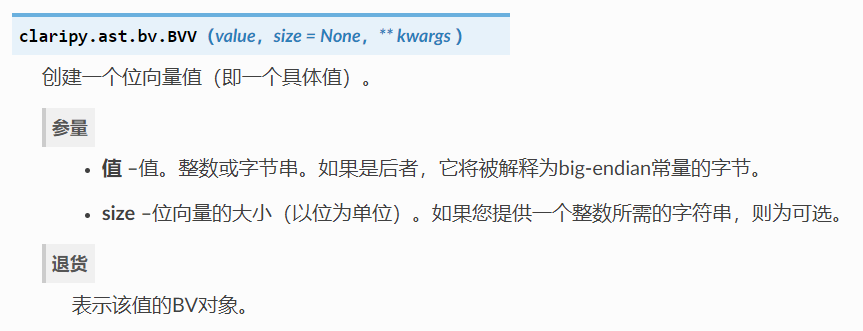 claripy.ast.bv.BVV (value，size = None，** kwargs )
创建一个位向量值（即一个具体值）。
参量
• 值 –值。整数或字节串。如果是后者，它将被解释为big-endian常量的字节。
• size –位向量的大小（以位为单位）。如果您提供一个整数所需的字符串，则为可选。
退货
表示该值的BV对象。